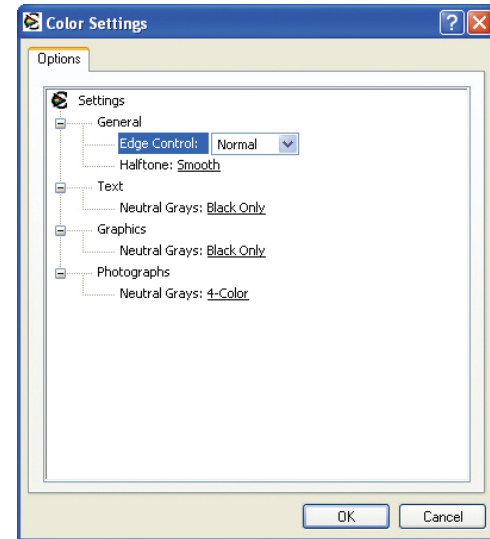 Color Settings
Options
Settings
General
Edge Control: Normal
Halftone: Smooth
Text
Neutral Grays: Black Only
Graphics
Neutral Grays: Black Only
Photographs
Neutral Grays: 4-Color
OK Cancel